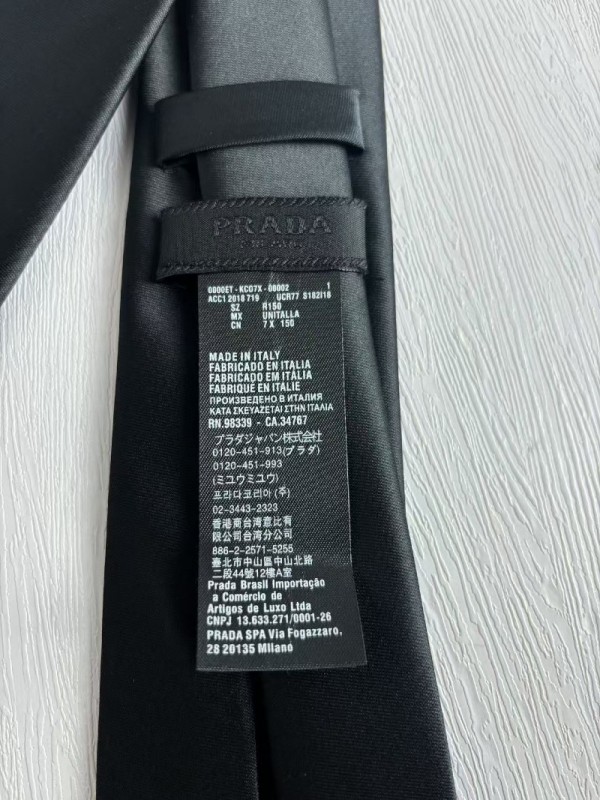 PRADA
0D00ET-KC07X-00002 1
ACC1 2018 719 UCR77 S182I18
SZ R150
MX UNITALLA
CN 7 X 150
MADE IN ITALY
FABRICADO EN ITALIA
FABRICADO EM ITÁLIA
FABRIQUE EN ITALIE
ПРОИЗВЕДЕНО В ИТАЛИЯ
ΚΑΤΑ ΣΚΕΥΑΖΕΤΑΙ ΣΤΗΝ ΙΤΑΛΙΑ
RN.98339 - CA.34767
プラダジャパン株式会社
0120-451-913(プラダ)
0120-451-993
(ミユウミユウ)
프라다코리아 (주)
02-3443-2323
香港商台湾意比有
限公司台湾分公司
886-2-2571-5255
臺北市中山區中山北路
二段44號12樓A室
Prada Brasil Importação
a Comércio de
Artigos de Luxo Ltda
CNPJ 13.633.271/0001-26
PRADA SPA Via Fogazzaro,
28 20135 Milano